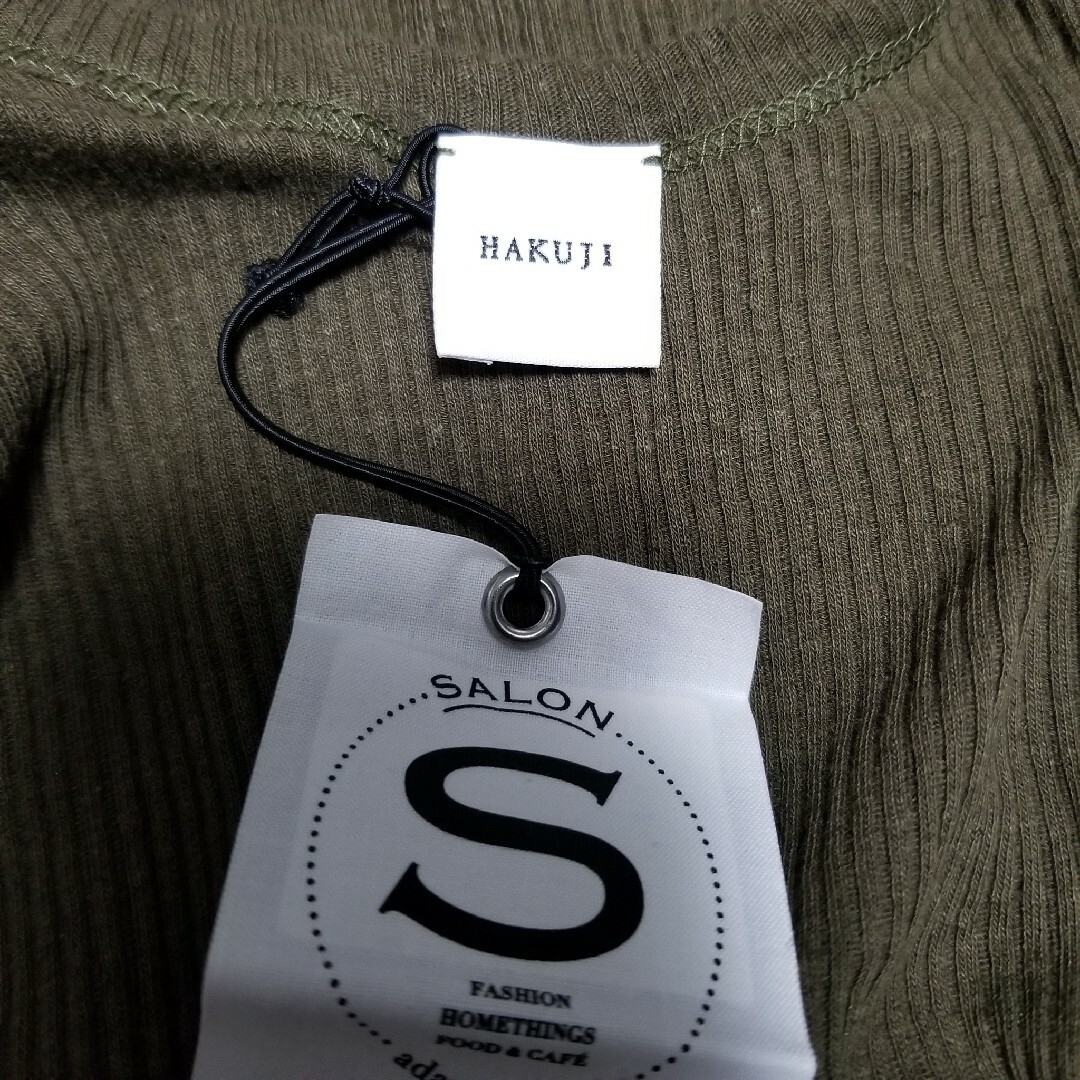 HAKUJI
SALON
S
FASHION
HOMETHINGS
FOOD & CAFÉ